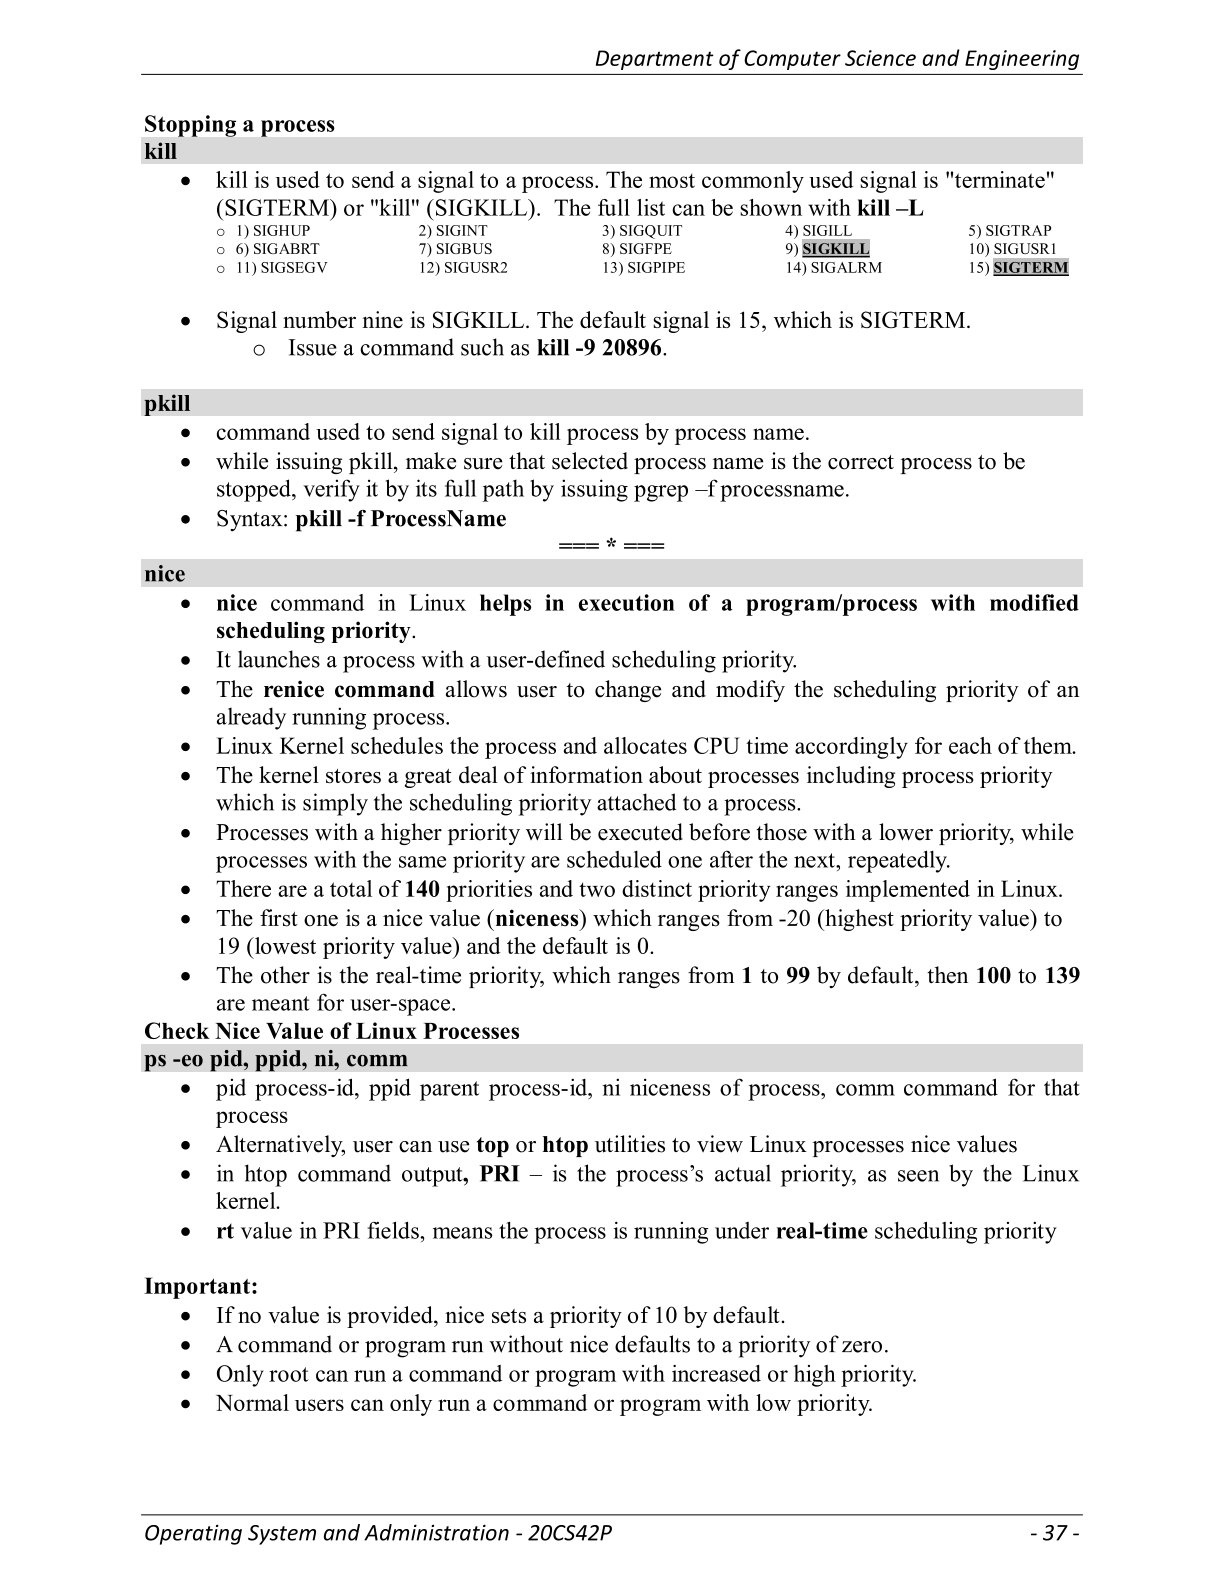 Department of Computer Science and Engineering
Stopping a process
kill
• kill is used to send a signal to a process. The most commonly used signal is "terminate"
(SIGTERM) or "kill" (SIGKILL).  The full list can be shown with kill –L
o 1) SIGHUP 2) SIGINT 3) SIGQUIT 4) SIGILL 5) SIGTRAP
o 6) SIGABRT 7) SIGBUS 8) SIGFPE 9) SIGKILL 10) SIGUSR1
o 11) SIGSEGV 12) SIGUSR2 13) SIGPIPE 14) SIGALRM 15) SIGTERM
• Signal number nine is SIGKILL. The default signal is 15, which is SIGTERM.
o Issue a command such as kill -9 20896.
pkill
• command used to send signal to kill process by process name.
• while issuing pkill, make sure that selected process name is the correct process to be
stopped, verify it by its full path by issuing pgrep –f processname.
• Syntax: pkill -f ProcessName
=== * ===
nice
• nice command in Linux helps in execution of a program/process with modified
scheduling priority.
• It launches a process with a user-defined scheduling priority.
• The renice command allows user to change and modify the scheduling priority of an
already running process.
• Linux Kernel schedules the process and allocates CPU time accordingly for each of them.
• The kernel stores a great deal of information about processes including process priority
which is simply the scheduling priority attached to a process.
• Processes with a higher priority will be executed before those with a lower priority, while
processes with the same priority are scheduled one after the next, repeatedly.
• There are a total of 140 priorities and two distinct priority ranges implemented in Linux.
• The first one is a nice value (niceness) which ranges from -20 (highest priority value) to
19 (lowest priority value) and the default is 0.
• The other is the real-time priority, which ranges from 1 to 99 by default, then 100 to 139
are meant for user-space.
Check Nice Value of Linux Processes
ps -eo pid, ppid, ni, comm
• pid process-id, ppid parent process-id, ni niceness of process, comm command for that
process
• Alternatively, user can use top or htop utilities to view Linux processes nice values
• in htop command output, PRI – is the process’s actual priority, as seen by the Linux
kernel.
• rt value in PRI fields, means the process is running under real-time scheduling priority
Important:
• If no value is provided, nice sets a priority of 10 by default.
• A command or program run without nice defaults to a priority of zero.
• Only root can run a command or program with increased or high priority.
• Normal users can only run a command or program with low priority.
Operating System and Administration - 20CS42P - 37 -